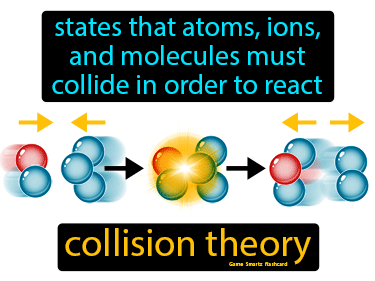 states that atoms, ions,
and molecules must
collide in order to react
collision theory
Game Smartz Flashcard